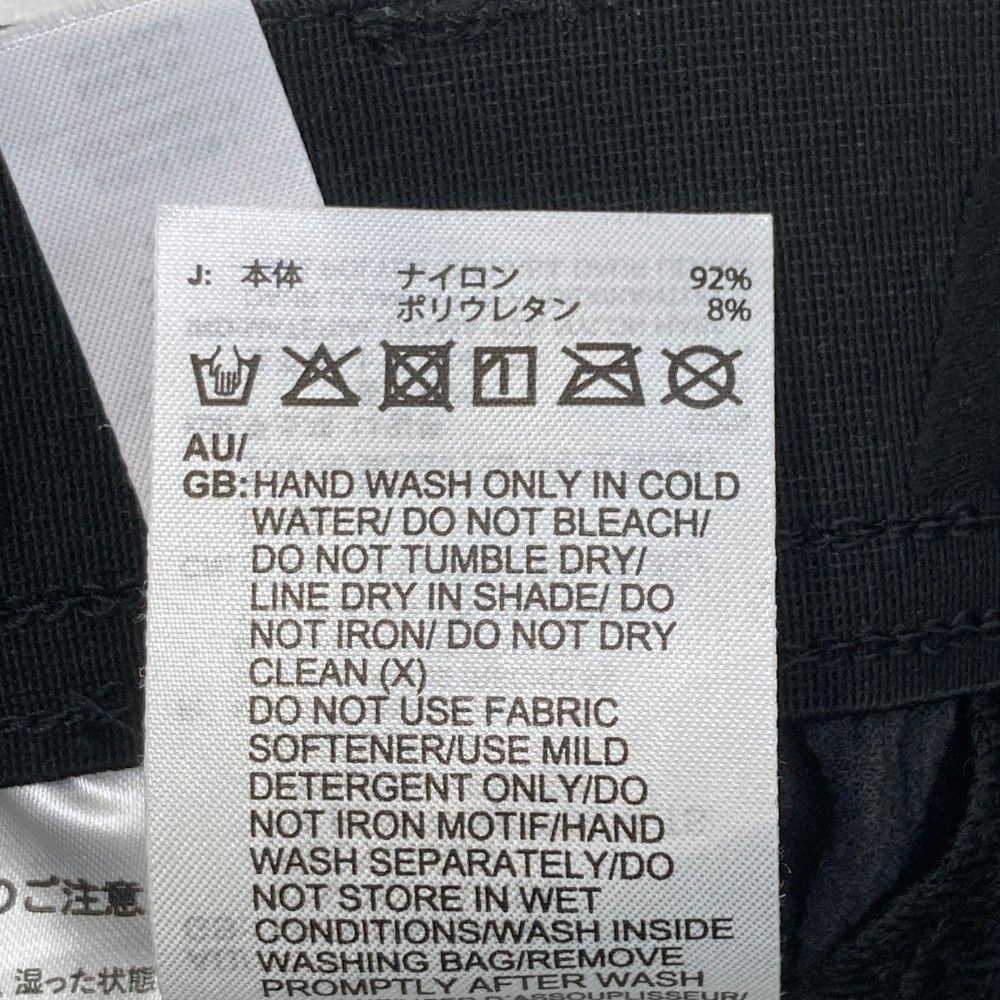 J: 本体 ナイロン 92%
ポリウレタン 8%
AU/
GB: HAND WASH ONLY IN COLD
WATER/ DO NOT BLEACH/
DO NOT TUMBLE DRY/
LINE DRY IN SHADE/ DO
NOT IRON/ DO NOT DRY
CLEAN (X)
DO NOT USE FABRIC
SOFTENER/USE MILD
DETERGENT ONLY/DO
NOT IRON MOTIF/HAND
WASH SEPARATELY/DO
NOT STORE IN WET
CONDITIONS/WASH INSIDE
WASHING BAG/REMOVE
PROMPTLY AFTER WASH
D'ASSOUPLISSEUR/
のご注意
湿った状態